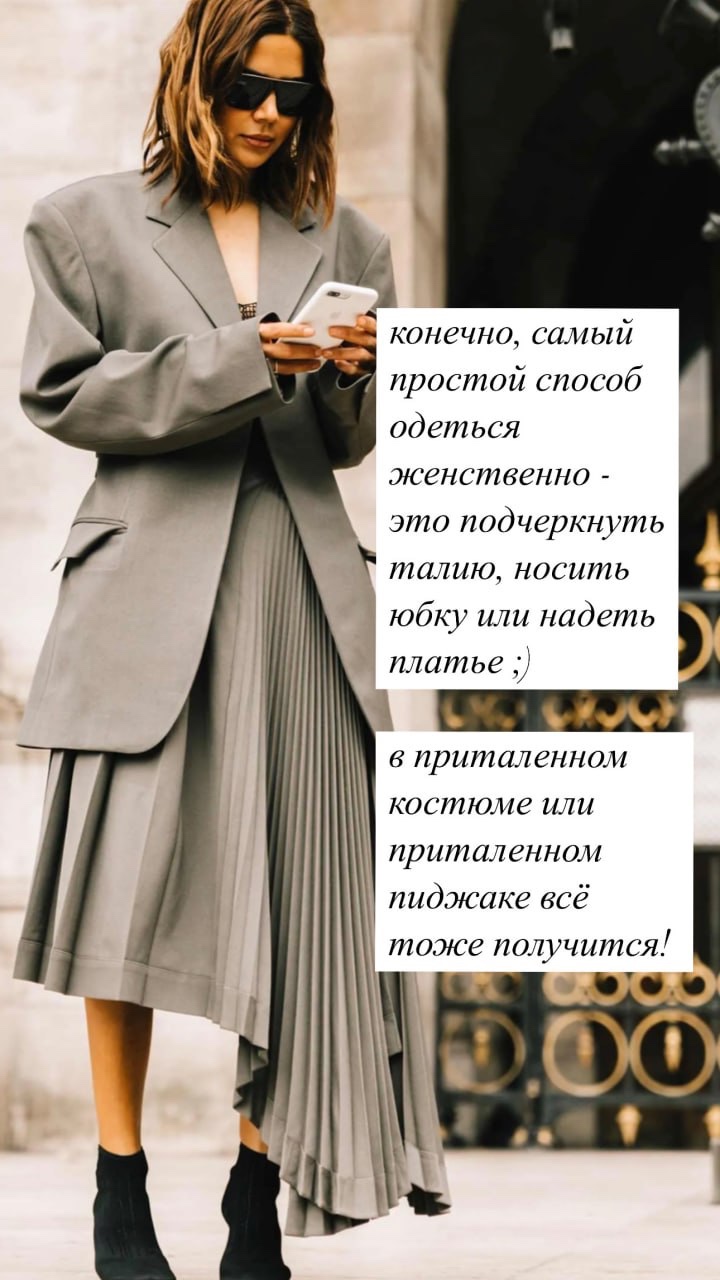 конечно, самый
простой способ
одеться
женственно -
это подчеркнуть
талию, носить
юбку или надеть
платье ;)
в приталенном
костюме или
приталенном
пиджаке всё
тоже получится!